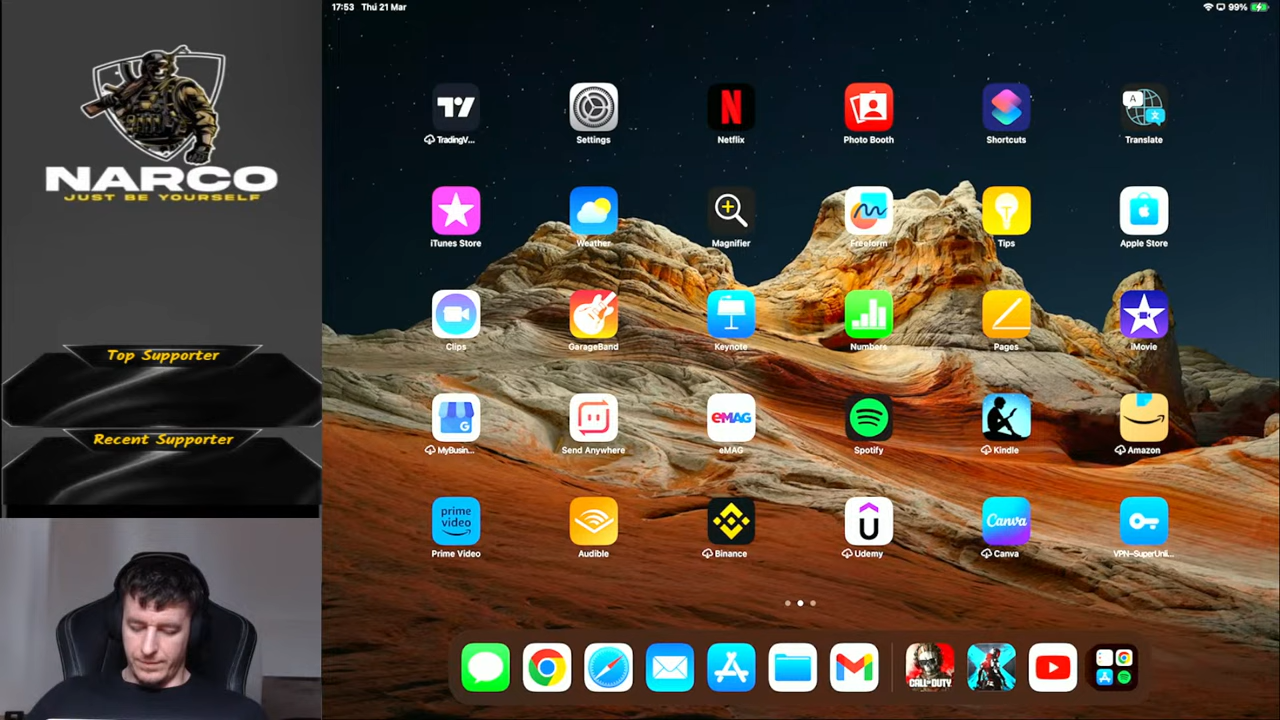 17:53 Thu 21 Mar
99%
NARCO
JUST BE YOURSELF
Top Supporter
Recent Supporter
TradingV...
Settings
Netflix
Photo Booth
Shortcuts
Translate
iTunes Store
Weather
Magnifier
Freeform
Tips
Apple Store
Clips
GarageBand
Keynote
Numbers
Pages
iMovie
G
eMAG
MyBusin...
Send Anywhere
eMAG
Spotify
Kindle
Amazon
prime
video
Canva
Prime Video
Audible
Binance
Udemy
Canva
VPN-SuperUnli...
CALL OF DUTY